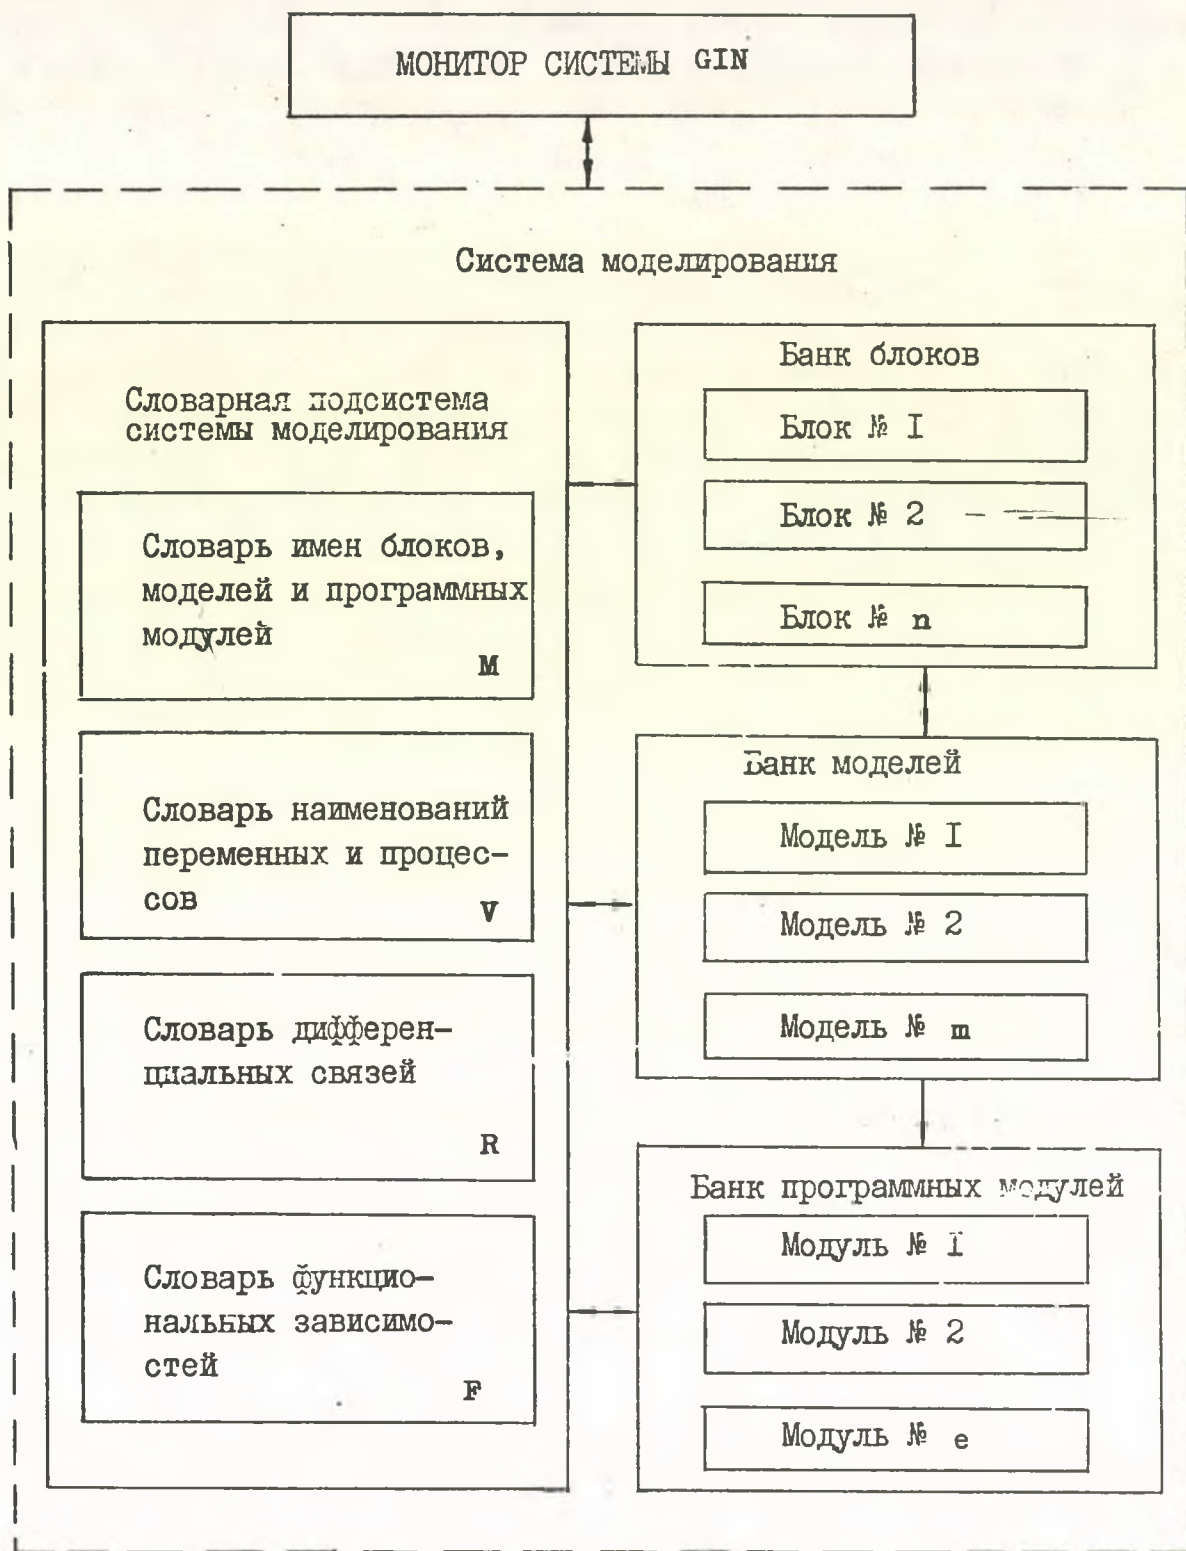 МОНИТОР СИСТЕМЫ GIN
Система моделирования
Словарная подсистема
системы моделирования
Словарь имен блоков,
моделей и программных
модулей
M
Словарь наименований
переменных и процес-
сов
V
Словарь дифферен-
циальных связей
R
Словарь функцио-
нальных зависимо-
стей
F
Банк блоков
Блок № I
Блок № 2
Блок № n
Банк моделей
Модель № I
Модель № 2
Модель № m
Банк программных модулей
Модуль № I
Модуль № 2
Модуль № e